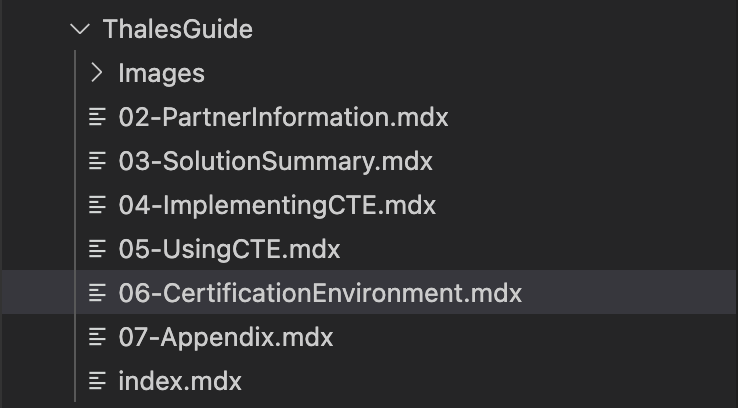 ThalesGuide
Images
02-PartnerInformation.mdx
03-SolutionSummary.mdx
04-ImplementingCTE.mdx
05-UsingCTE.mdx
06-CertificationEnvironment.mdx
07-Appendix.mdx
index.mdx